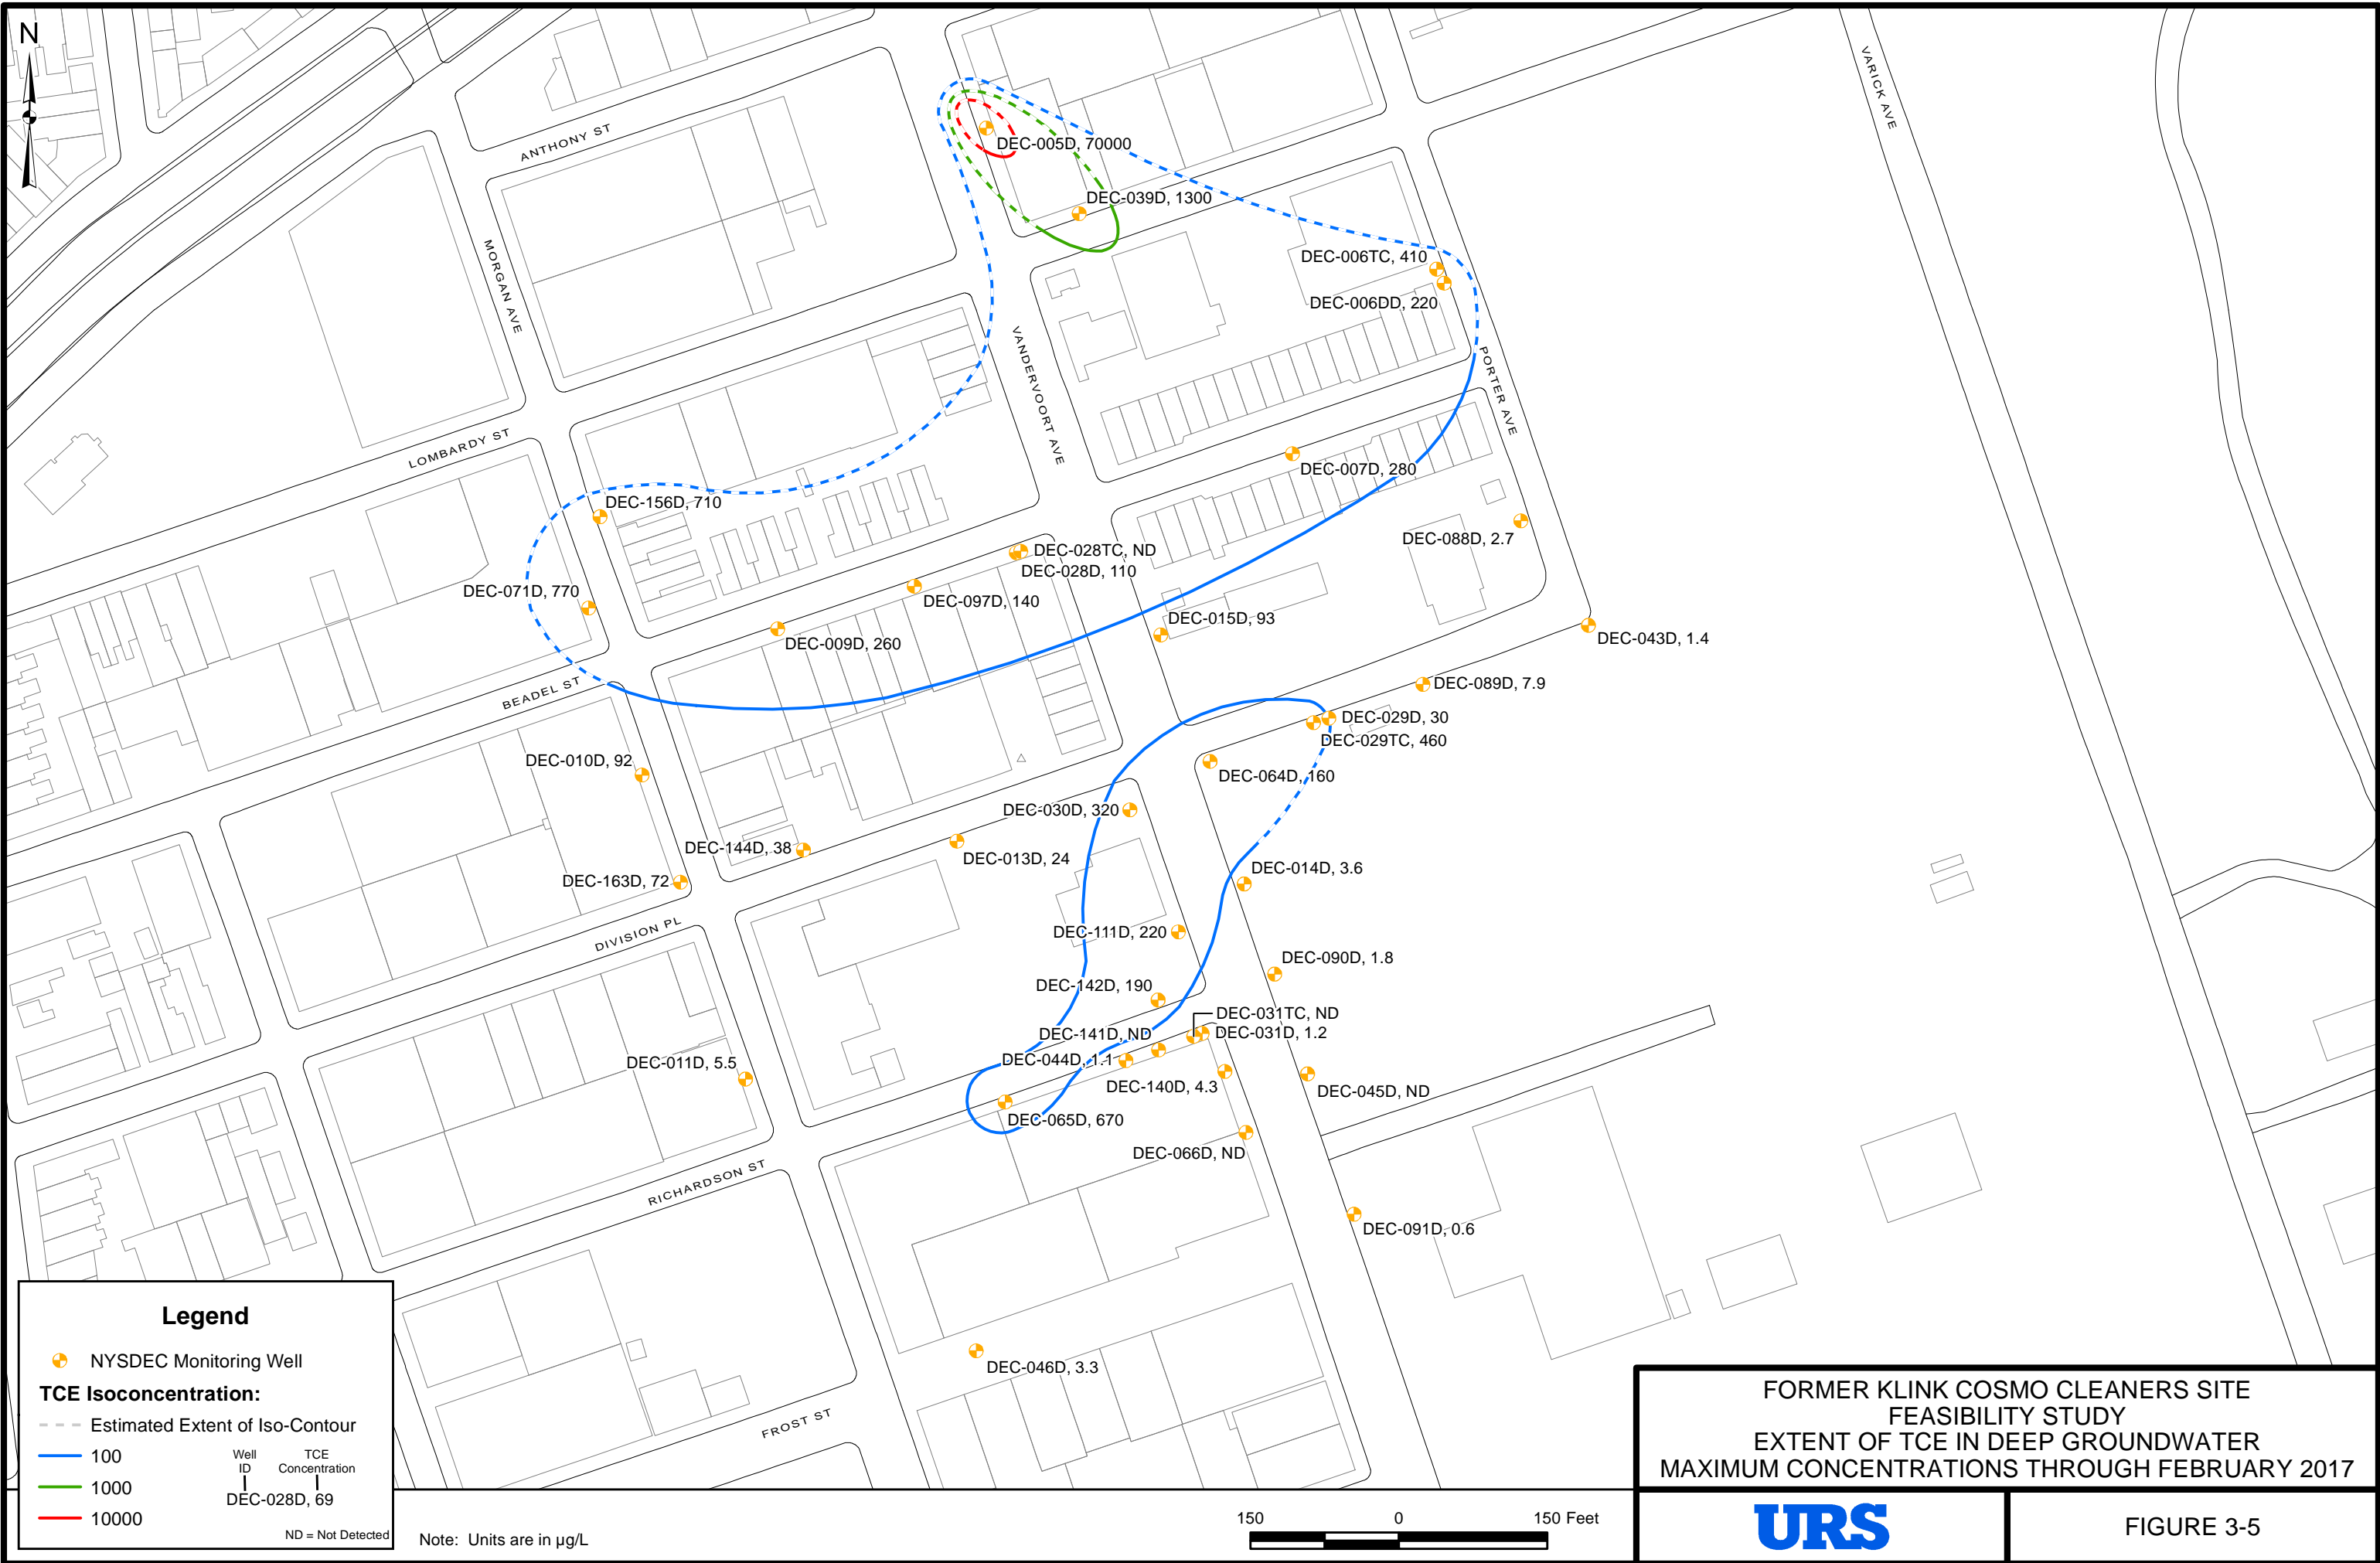 N
VARICK AVE
ANTHONY ST
DEC-005D, 70000
DEC-039D, 1300
MORGAN AVE
DEC-006TC, 410
DEC-006DD, 220
VANDERVOORT AVE
PORTER AVE
LOMBARDY ST
DEC-007D, 280
DEC-156D, 710
DEC-088D, 2.7
DEC-028TC, ND
DEC-028D, 110
DEC-071D, 770
DEC-097D, 140
DEC-015D, 93
DEC-009D, 260
DEC-043D, 1.4
BEADEL ST
DEC-089D, 7.9
DEC-029D, 30
DEC-029TC, 460
DEC-010D, 92
DEC-064D, 160
DEC-030D, 320
DEC-144D, 38
DEC-013D, 24
DEC-014D, 3.6
DEC-163D, 72
DIVISION PL
DEC-111D, 220
DEC-090D, 1.8
DEC-142D, 190
DEC-031TC, ND
DEC-141D, ND
DEC-031D, 1.2
DEC-044D, 1.1
DEC-011D, 5.5
DEC-140D, 4.3
DEC-045D, ND
DEC-065D, 670
DEC-066D, ND
RICHARDSON ST
DEC-091D, 0.6
DEC-046D, 3.3
FROST ST
Legend
NYSDEC Monitoring Well
TCE Isoconcentration:
Estimated Extent of Iso-Contour
100
1000
10000
Well
ID
TCE
Concentration
DEC-028D, 69
ND = Not Detected
Note: Units are in µg/L
150 0 150 Feet
FORMER KLINK COSMO CLEANERS SITE
FEASIBILITY STUDY
EXTENT OF TCE IN DEEP GROUNDWATER
MAXIMUM CONCENTRATIONS THROUGH FEBRUARY 2017
URS
FIGURE 3-5